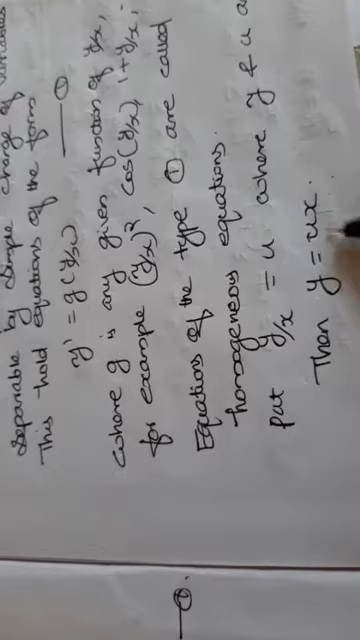 separable by simple change of variables
This hold equations of the form
y' = g(y/x) —— ①
where g is any given function of y/x,
for example (y/x)², cos(y/x), 1+y/x,
Equations of the type ① are called
homogeneous equations.
put y/x = u where y & u a
Then y = ux.
—— ①.